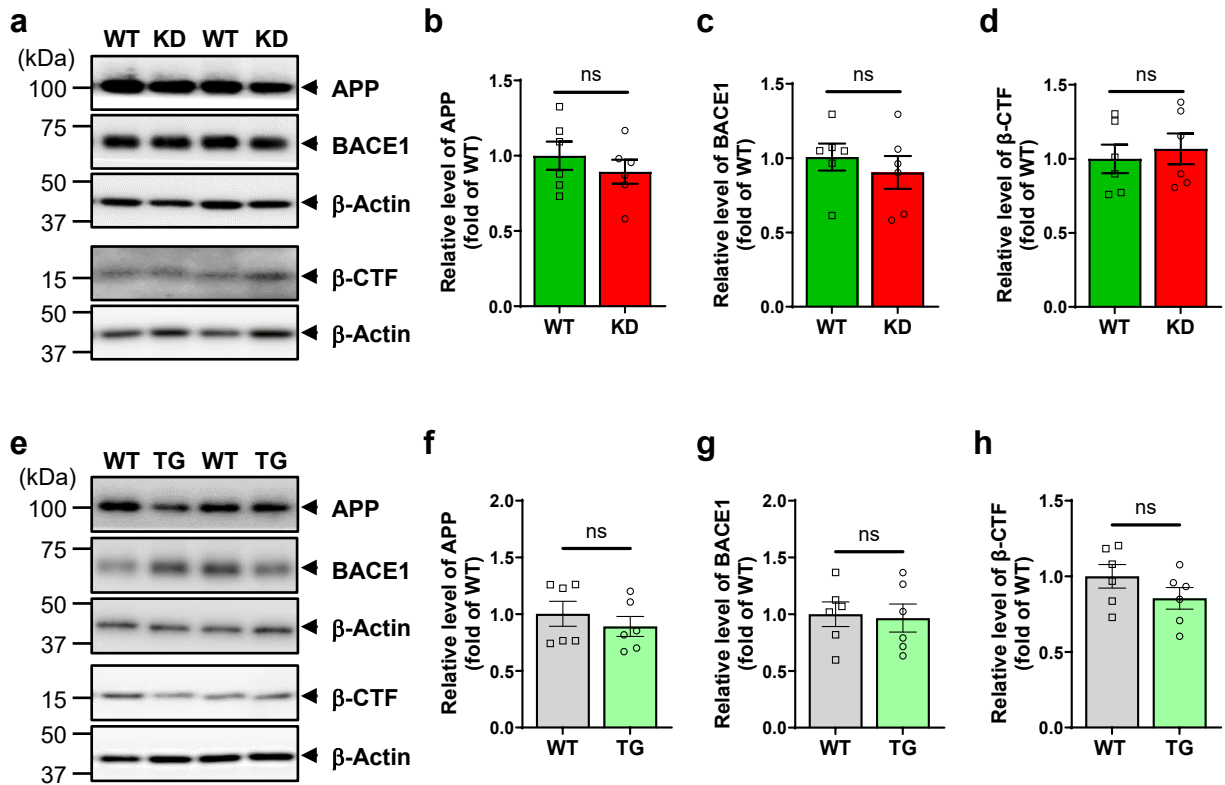 a
WT KD WT KD
(kDa)
100
APP
75
BACE1
50
β-Actin
37
15
β-CTF
50
β-Actin
37
b
Relative level of APP
(fold of WT)
1.5
1.0
0.5
0.0
ns
WT KD
c
Relative level of BACE1
(fold of WT)
1.5
1.0
0.5
0.0
ns
WT KD
d
Relative level of β-CTF
(fold of WT)
1.5
1.0
0.5
0.0
ns
WT KD
e
WT TG WT TG
(kDa)
100
APP
75
BACE1
50
β-Actin
37
15
β-CTF
50
β-Actin
37
f
Relative level of APP
(fold of WT)
2.0
1.5
1.0
0.5
0.0
ns
WT TG
g
Relative level of BACE1
(fold of WT)
2.0
1.5
1.0
0.5
0.0
ns
WT TG
h
Relative level of β-CTF
(fold of WT)
1.5
1.0
0.5
0.0
ns
WT TG